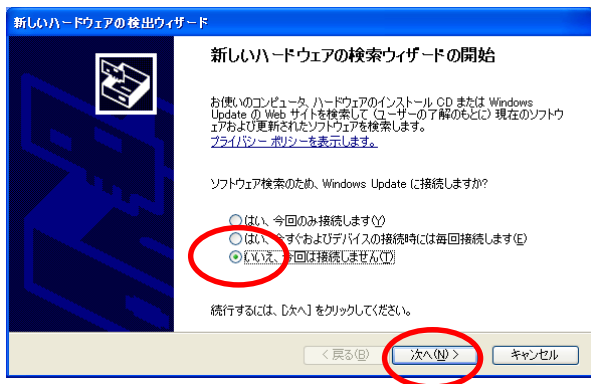 新しいハードウェアの検出ウィザード
新しいハードウェアの検索ウィザードの開始
お使いのコンピュータ、ハードウェアのインストール CD または Windows
Update の Web サイトを検索して (ユーザーの了解のもとに) 現在のソフトウ
ェアおよび更新されたソフトウェアを検索します。
プライバシー ポリシーを表示します。
ソフトウェア検索のため、Windows Update に接続しますか?
はい、今回のみ接続します(Y)
はい、今すぐおよびデバイスの接続時には毎回接続します(E)
いいえ、今回は接続しません(T)
続行するには、[次へ] をクリックしてください。
< 戻る(B)
次へ(N) >
キャンセル